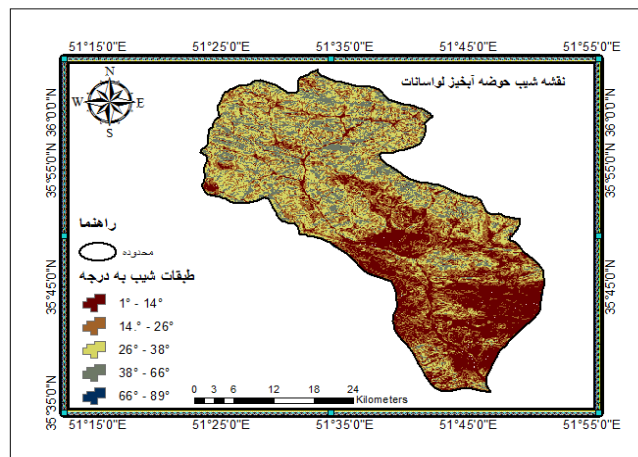 51°15'0"E 51°25'0"E 51°35'0"E 51°45'0"E 51°55'0"E
نقشه شیب حوضه آبخیز لواسانات
N
W E
S
36°0'0"N 36°0'0"N
35°55'0"N 35°55'0"N
راهنما
محدوده
طبقات شیب به درجه
35°45'0"N 35°45'0"N
1° - 14°
14.° - 26°
26° - 38°
38° - 66°
66° - 89°
0 3 6 12 18 24
Kilometers
35°35'0"N 35°35'0"N
51°15'0"E 51°25'0"E 51°35'0"E 51°45'0"E 51°55'0"E